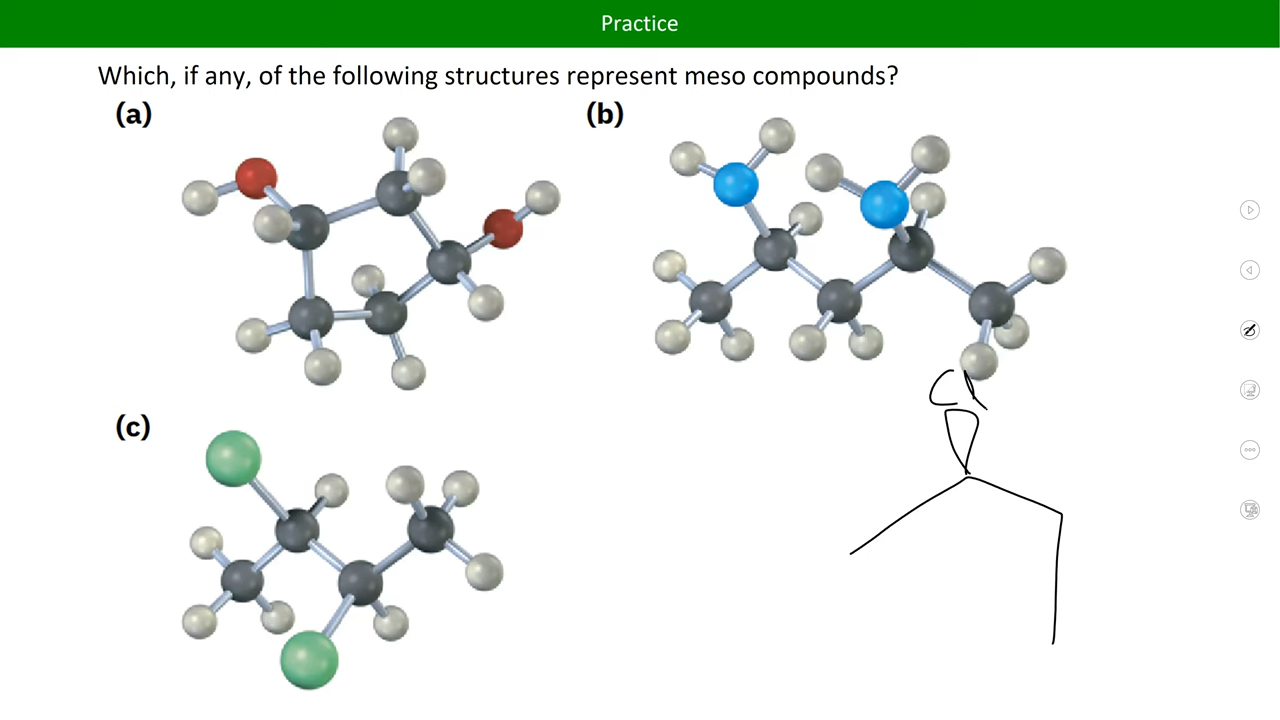 Practice
Which, if any, of the following structures represent meso compounds?
(a)
(b)
(c)